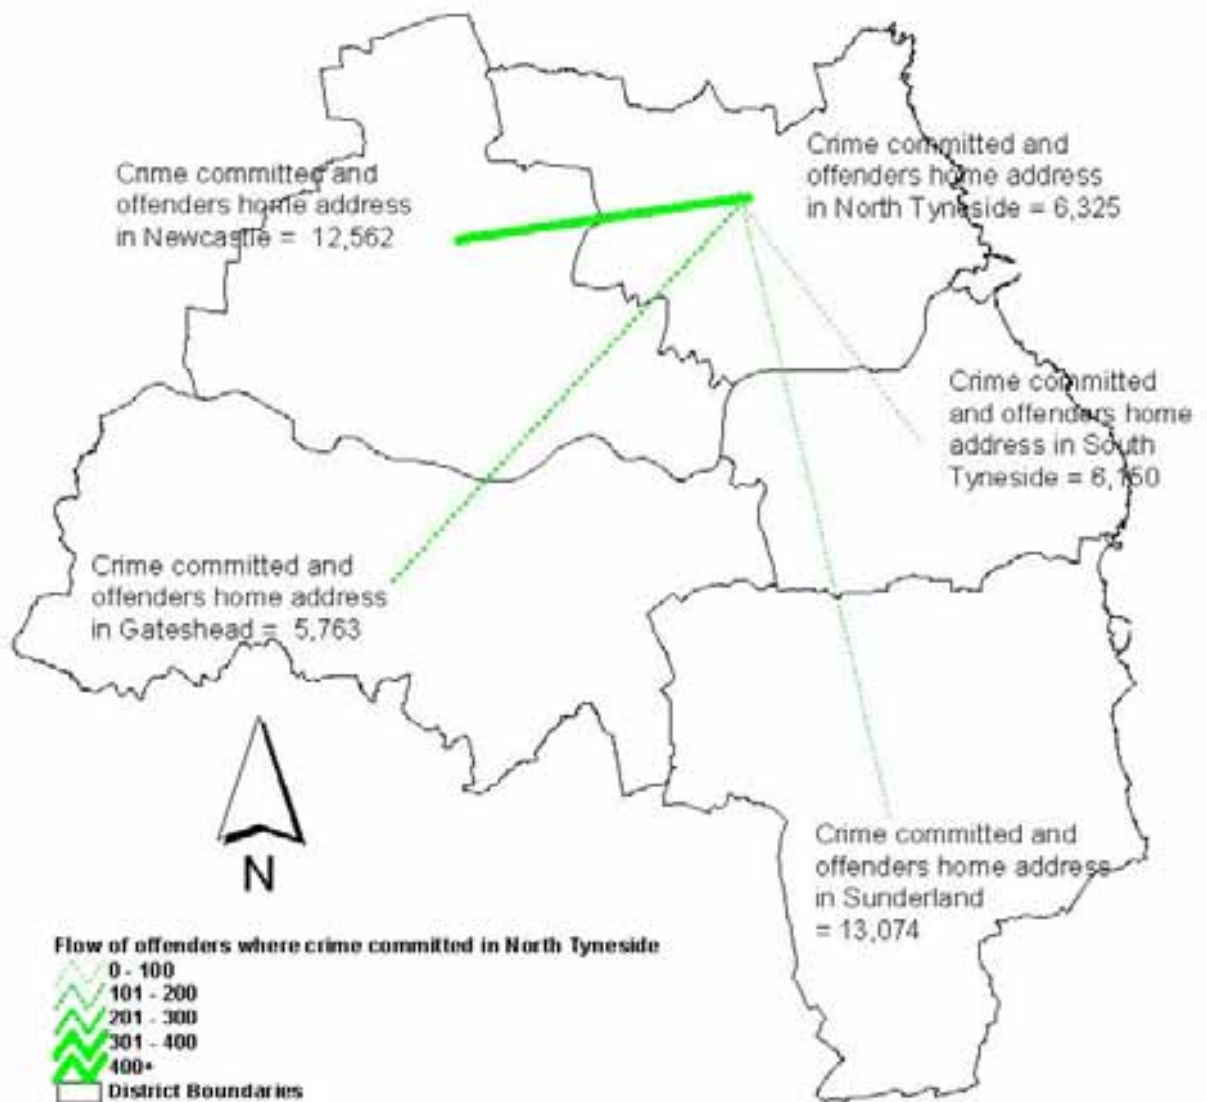 Crime committed and
offenders home address
in North Tyneside = 6,325
Crime committed and
offenders home address
in Newcastle = 12,562
Crime committed
and offenders home
address in South
Tyneside = 6,150
Crime committed and
offenders home address
in Gateshead = 5,763
Crime committed and
offenders home address
in Sunderland
= 13,074
N
Flow of offenders where crime committed in North Tyneside
0 - 100
101 - 200
201 - 300
301 - 400
400+
District Boundaries